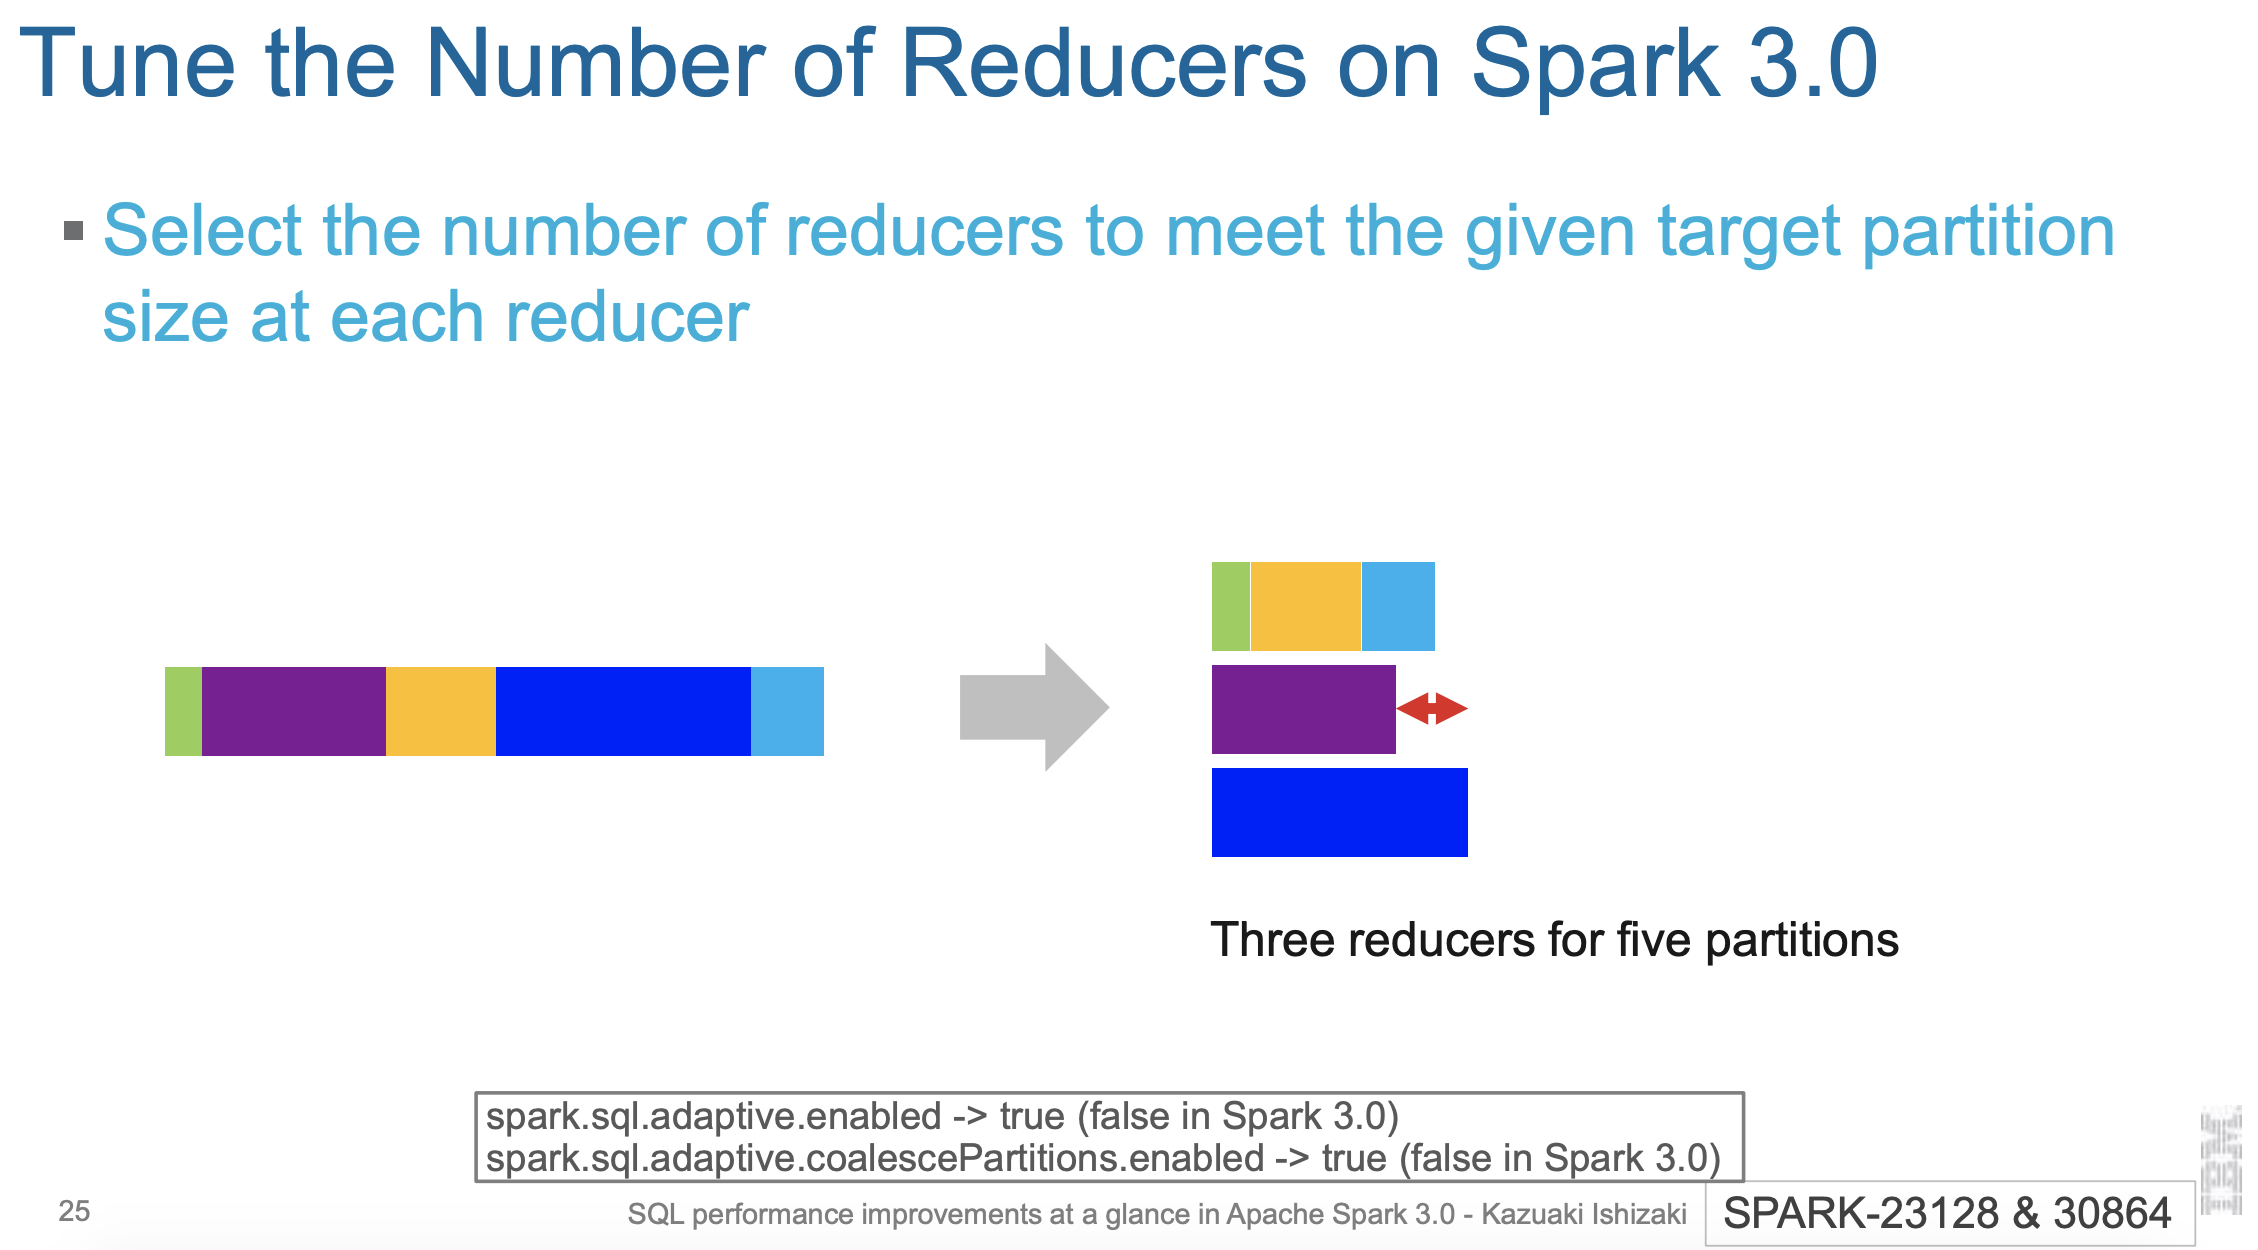 Tune the Number of Reducers on Spark 3.0
Select the number of reducers to meet the given target partition
size at each reducer
Three reducers for five partitions
spark.sql.adaptive.enabled -> true (false in Spark 3.0)
spark.sql.adaptive.coalescePartitions.enabled -> true (false in Spark 3.0)
25
SQL performance improvements at a glance in Apache Spark 3.0 - Kazuaki Ishizaki
SPARK-23128 & 30864
IBM